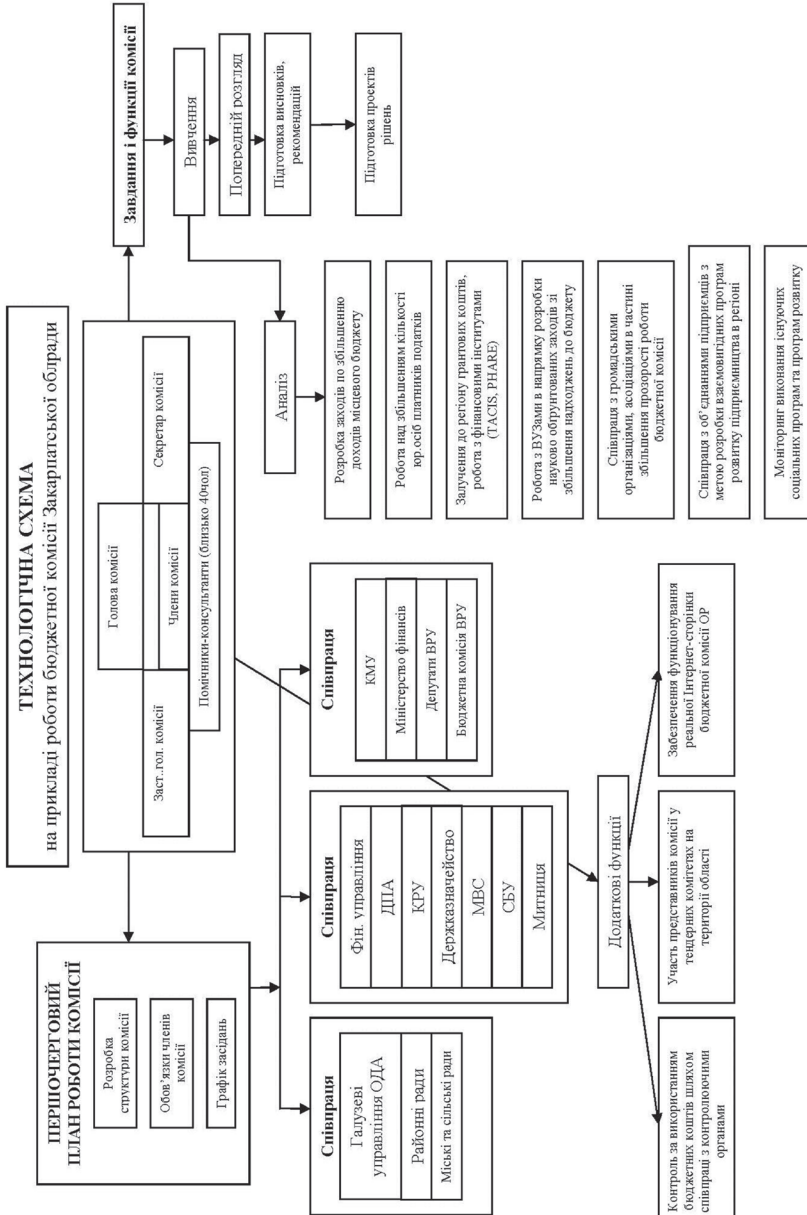 ТЕХНОЛОГІЧНА СХЕМА
на прикладі роботи бюджетної комісії Закарпатської облради
ПЕРШОЧЕРГОВИЙ
ПЛАН РОБОТИ КОМІСІЇ
Розробка
структури комісії
Обов’язки членів
комісії
Графік засідань
Голова комісії
Заст..гол. комісії
Члени комісії
Секретар комісії
Помічники-консультанти (близько 40чол)
Завдання і функції комісії
Вивчення
Попередній розгляд
Підготовка висновків,
рекомендацій
Підготовка проектів
рішень
Аналіз
Розробка заходів по збільшенню
доходів місцевого бюджету
Робота над збільшенням кількості
юр.осіб платників податків
Залучення до регіону грантових коштів,
робота з фінансовими інститутами
(TACIS, PHARE)
Робота з ВУЗами в напрямку розробки
науково обґрунтованих заходів зі
збільшення надходжень до бюджету
Співпраця з громадськими
організаціями, асоціаціями в частині
збільшення прозорості роботи
бюджетної комісії
Співпраця з об’єднаннями підприємців з
метою розробки взаємовигідних програм
розвитку підприємництва в регіоні
Моніторинг виконання існуючих
соціальних програм та програм розвитку
Співпраця
Галузеві
управління ОДА
Районні ради
Міські та сільські ради
Співпраця
Фін. управління
ДПА
КРУ
Держказначейство
МВС
СБУ
Митниця
Співпраця
КМУ
Міністерство фінансів
Депутати ВРУ
Бюджетна комісія ВРУ
Додаткові функції
Контроль за використанням
бюджетних коштів шляхом
співпраці з контролюючими
органами
Участь представників комісії у
тендерних комітетах на
території області
Забезпечення функціонування
реальної Інтернет-сторінки
бюджетної комісії ОР